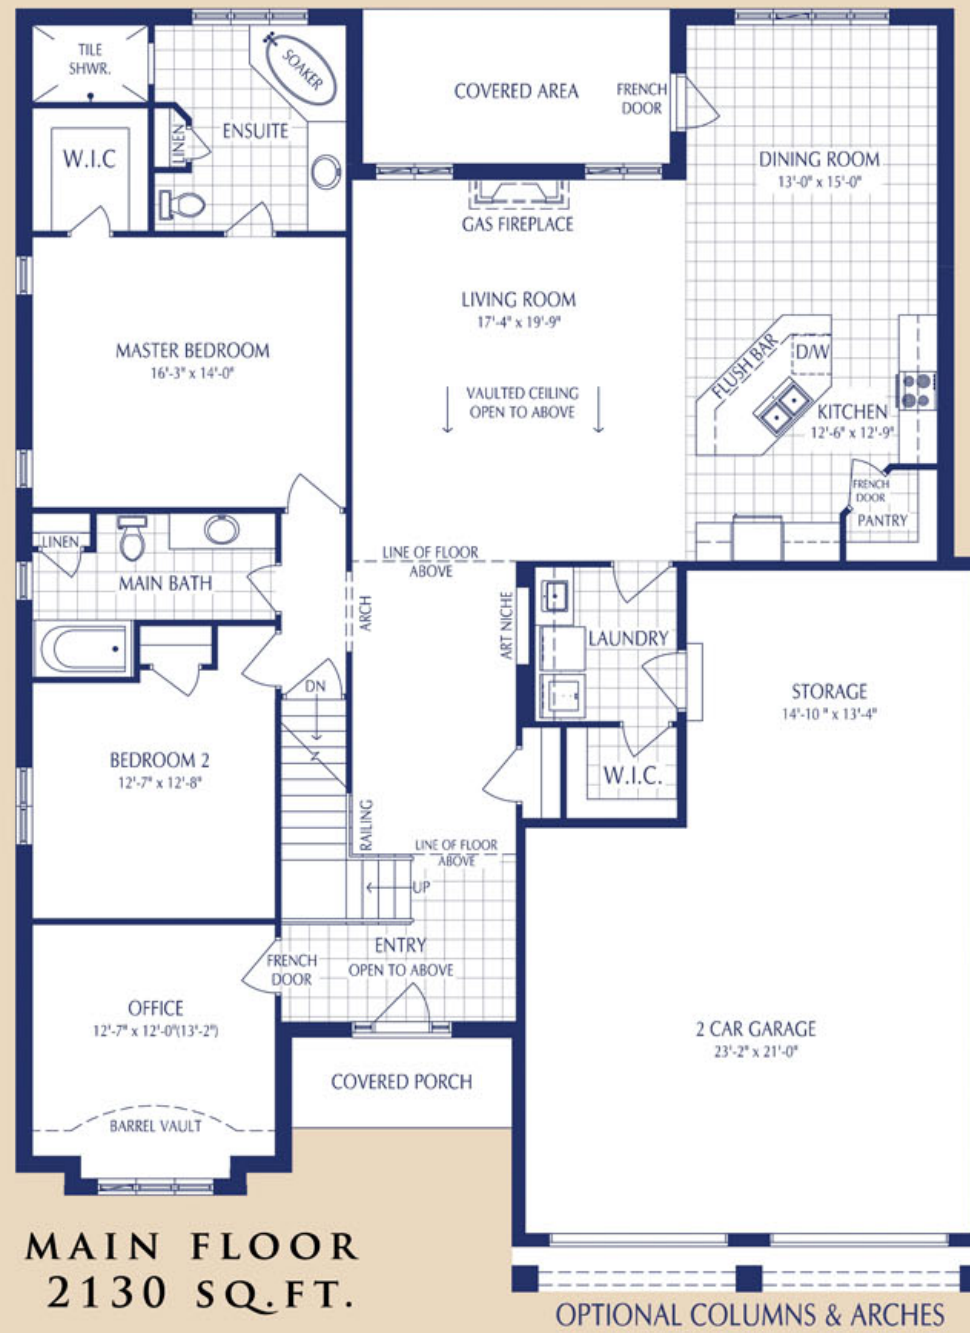 TILE
SHWR.
SOAKER
COVERED AREA
FRENCH
DOOR
W.I.C
LINEN
ENSUITE
DINING ROOM
13'-0" x 15'-0"
GAS FIREPLACE
LIVING ROOM
17'-4" x 19'-9"
MASTER BEDROOM
16'-3" x 14'-0"
FLUSH BAR
D/W
VAULTED CEILING
OPEN TO ABOVE
KITCHEN
12'-6" x 12'-9"
FRENCH
DOOR
PANTRY
LINEN
MAIN BATH
LINE OF FLOOR
ABOVE
ARCH
ART NICHE
LAUNDRY
DN
STORAGE
14'-10 " x 13'-4"
BEDROOM 2
12'-7" x 12'-8"
W.I.C.
RAILING
LINE OF FLOOR
ABOVE
UP
ENTRY
OPEN TO ABOVE
FRENCH
DOOR
OFFICE
12'-7" x 12'-0"(13'-2")
2 CAR GARAGE
23'-2" x 21'-0"
COVERED PORCH
BARREL VAULT
MAIN FLOOR
2130 SQ.FT.
OPTIONAL COLUMNS & ARCHES